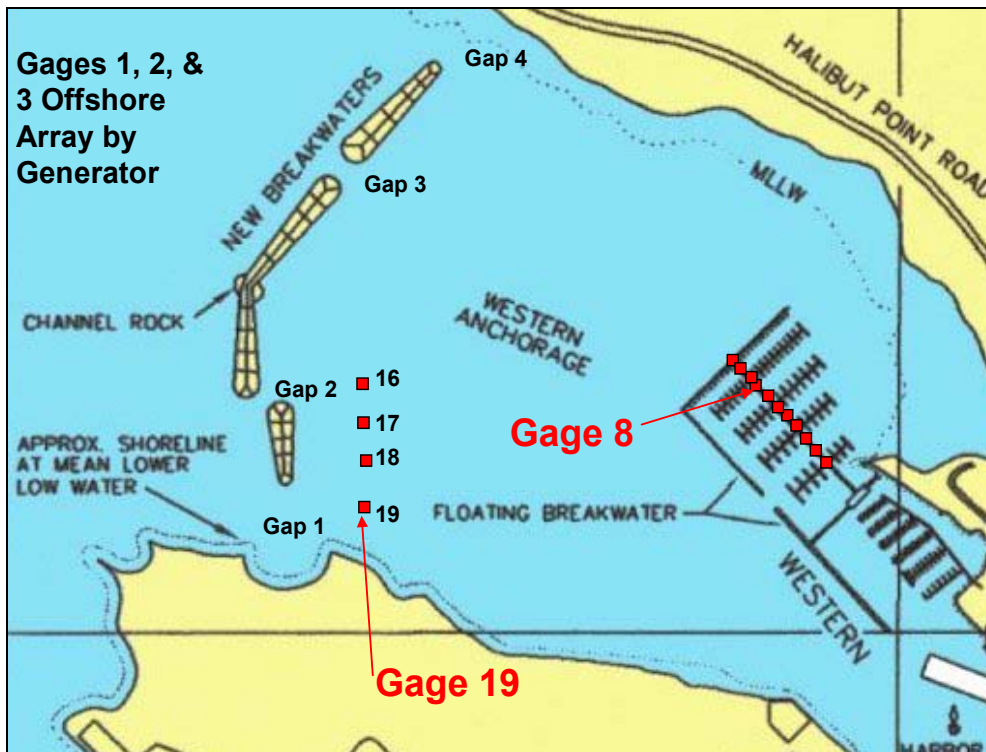 Gages 1, 2, &
3 Offshore
Array by
Generator
Gap 4
HALIBUT POINT ROAD
NEW BREAKWATERS
Gap 3
MLLW
CHANNEL ROCK
WESTERN
ANCHORAGE
16
Gap 2
17
Gage 8
APPROX. SHORELINE
AT MEAN LOWER
LOW WATER
18
19
FLOATING BREAKWATER
Gap 1
WESTERN
Gage 19
HARBOR